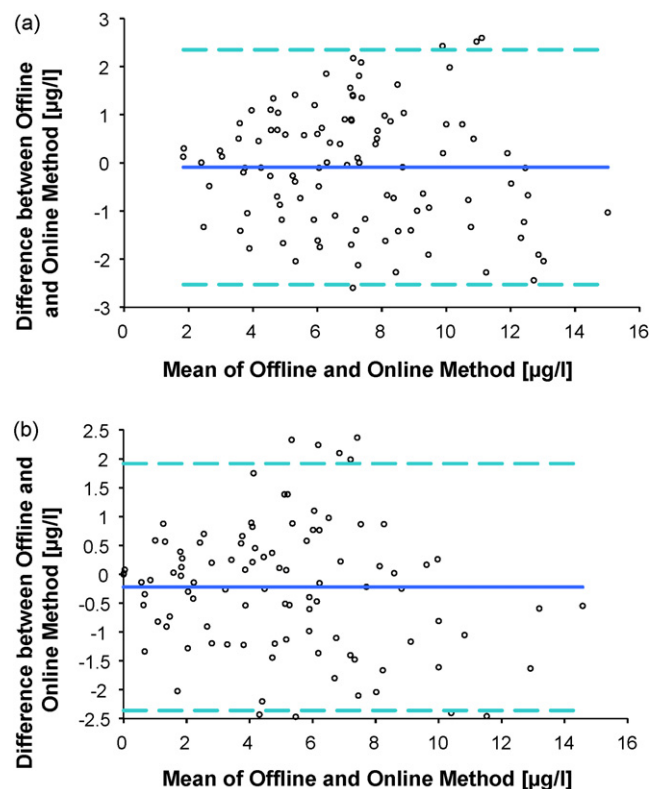 (a)
Difference between Offline
and Online Method [µg/l]
3
2
1
0
-1
-2
-3
0 2 4 6 8 10 12 14 16
Mean of Offline and Online Method [µg/l]
(b)
Difference between Offline and
Online Method [µg/l]
2.5
2
1.5
1
0.5
0
-0.5
-1
-1.5
-2
-2.5
0 2 4 6 8 10 12 14 16
Mean of Offline and Online Method [µg/l]